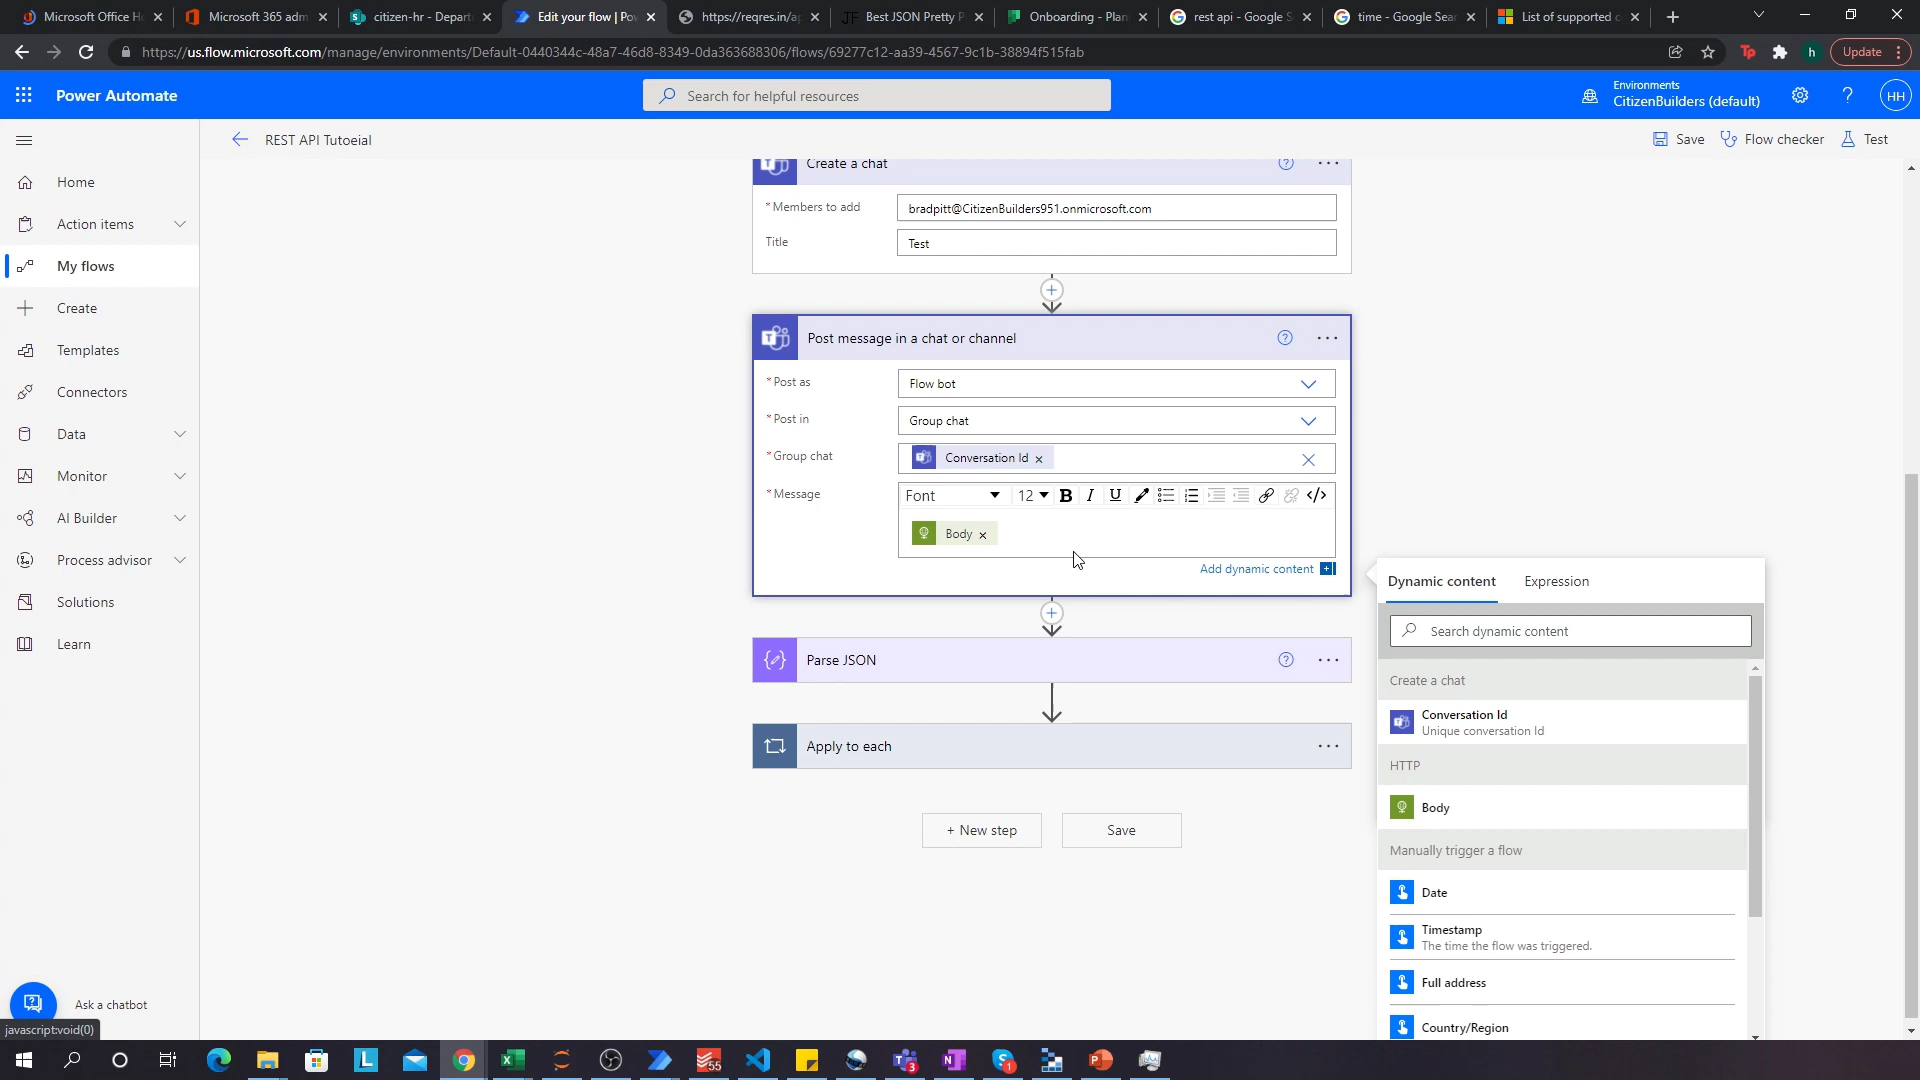 Microsoft Office H
Microsoft 365 adm
citizen-hr - Depart
Edit your flow | Po
https://reqres.in/ap
JF
Best JSON Pretty P
Onboarding - Plan
rest api - Google S
time - Google Sear
List of supported
https://us.flow.microsoft.com/manage/environments/Default-0440344c-48a7-46d8-8349-0da363688306/flows/69277c12-aa39-4567-9c1b-38894f515fab
Tp
h
Update
Power Automate
Search for helpful resources
Environments
CitizenBuilders (default)
?
HH
REST API Tutoeial
Save
Flow checker
Test
Home
Action items
My flows
Create
Templates
Connectors
Data
Monitor
AI Builder
Process advisor
Solutions
Learn
Ask a chatbot
javascript:void(0)
Create a chat
* Members to add
bradpitt@CitizenBuilders951.onmicrosoft.com
Title
Test
Post message in a chat or channel
* Post as
Flow bot
* Post in
Group chat
* Group chat
Conversation Id
* Message
Font
12
B
I
U
</>
Body
Add dynamic content
Parse JSON
Apply to each
+ New step
Save
Dynamic content
Expression
Search dynamic content
Create a chat
Conversation Id
Unique conversation Id
HTTP
Body
Manually trigger a flow
Date
Timestamp
The time the flow was triggered.
Full address
Country/Region
L
55
3
1